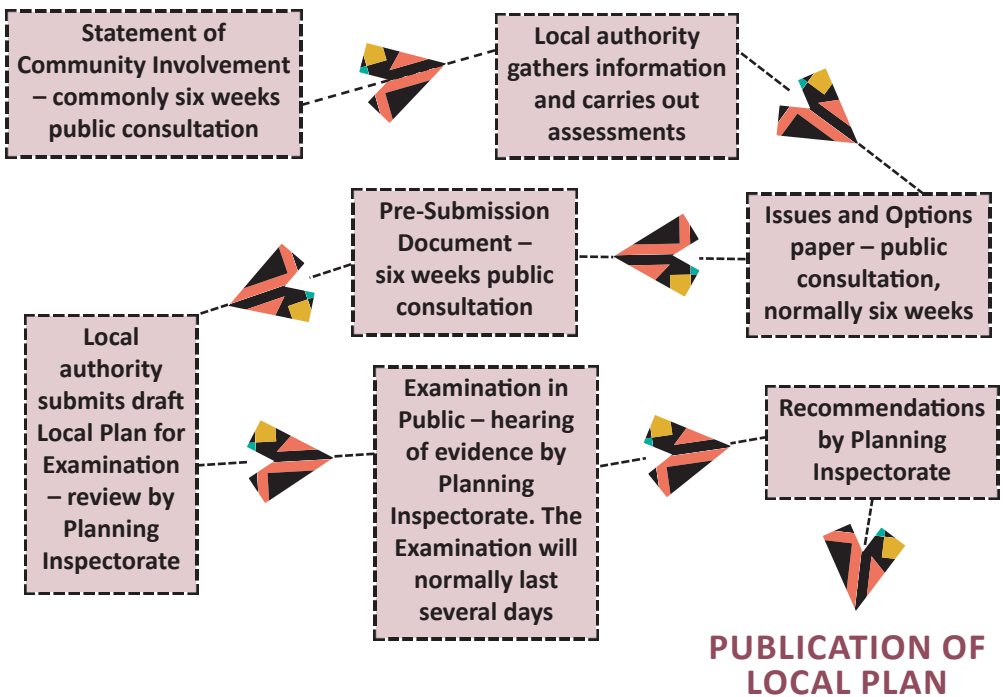 Statement of
Community Involvement
– commonly six weeks
public consultation
Local authority
gathers information
and carries out
assessments
Issues and Options
paper – public
consultation,
normally six weeks
Pre-Submission
Document –
six weeks public
consultation
Local
authority
submits draft
Local Plan for
Examination
– review by
Planning
Inspectorate
Examination in
Public – hearing
of evidence by
Planning
Inspectorate. The
Examination will
normally last
several days
Recommendations
by Planning
Inspectorate
PUBLICATION OF
LOCAL PLAN